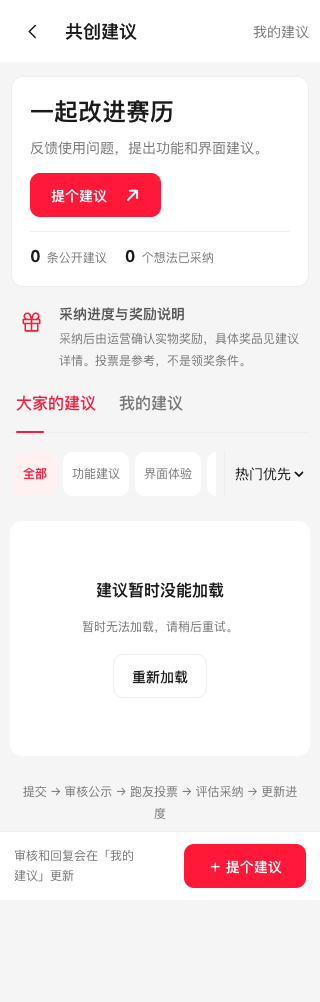 共创建议
我的建议
一起改进赛历
反馈使用问题，提出功能和界面建议。
提个建议
0 条公开建议 0 个想法已采纳
采纳进度与奖励说明
采纳后由运营确认实物奖励，具体奖品见建议
详情。投票是参考，不是领奖条件。
大家的建议 我的建议
全部 功能建议 界面体验 热门优先
建议暂时没能加载
暂时无法加载，请稍后重试。
重新加载
提交 → 审核公示 → 跑友投票 → 评估采纳 → 更新进
度
审核和回复会在「我的
建议」更新
+ 提个建议